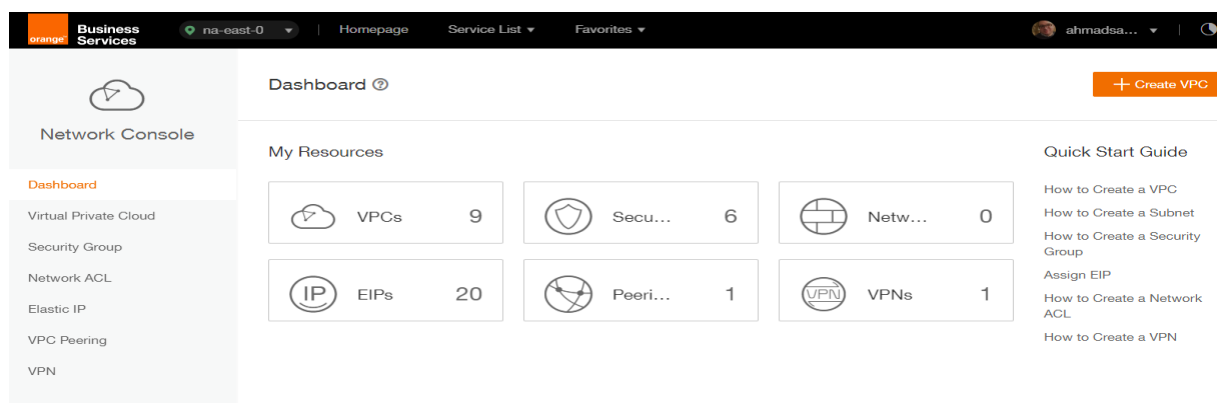 orange™
Business
Services
na-east-0
Homepage
Service List
Favorites
ahmadsa...
Network Console
Dashboard
Virtual Private Cloud
Security Group
Network ACL
Elastic IP
VPC Peering
VPN
Dashboard
Create VPC
My Resources
VPCs 9
Secu... 6
Netw... 0
IP EIPs 20
Peeri... 1
VPN VPNs 1
Quick Start Guide
How to Create a VPC
How to Create a Subnet
How to Create a Security
Group
Assign EIP
How to Create a Network
ACL
How to Create a VPN